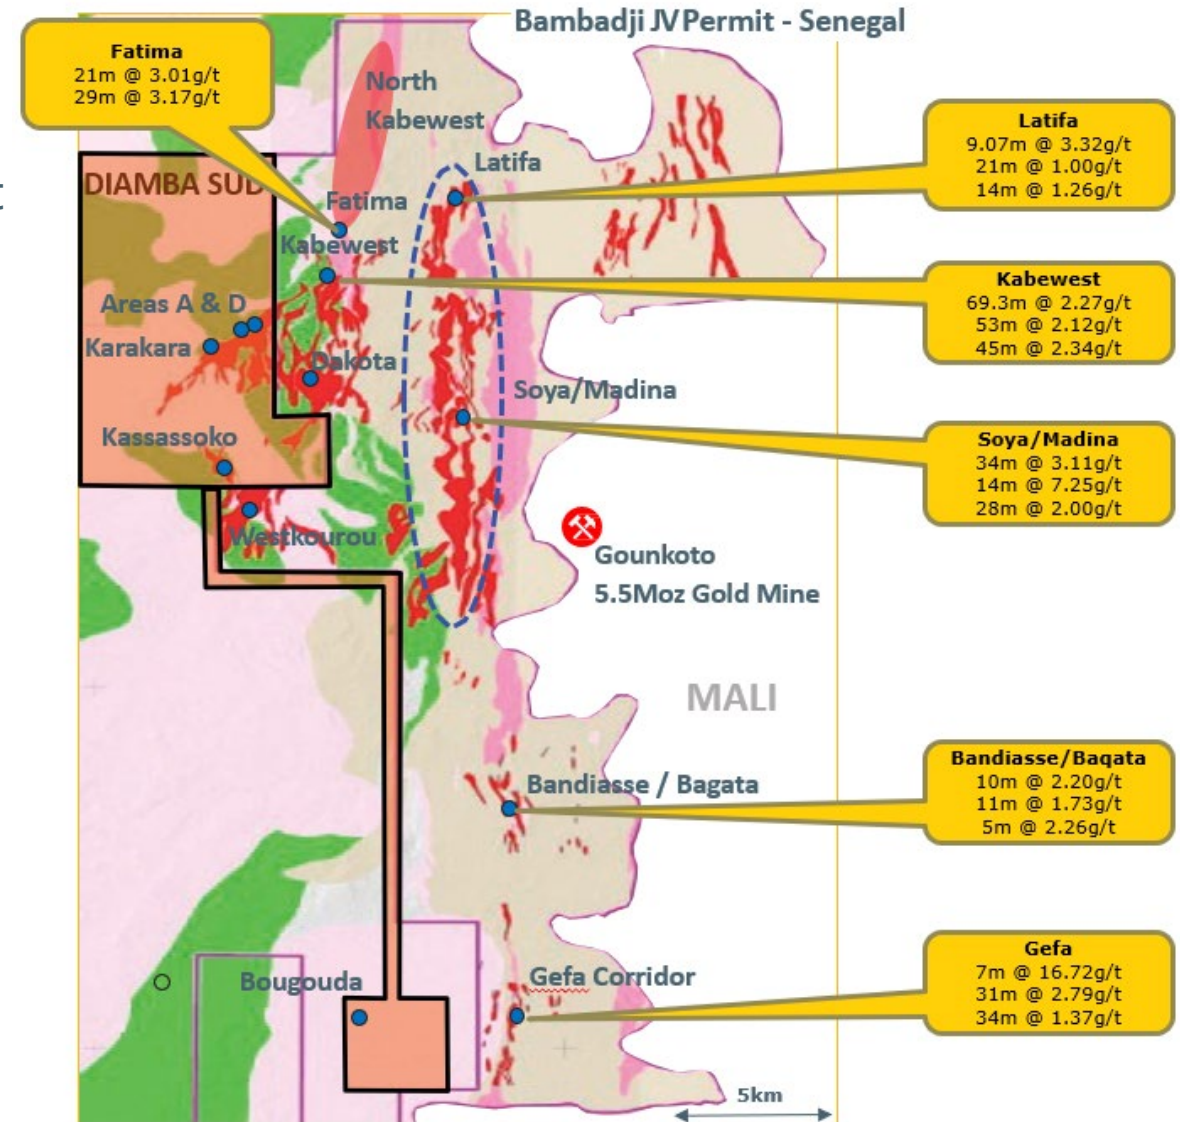 Bambadji JV Permit - Senegal
Fatima
21m @ 3.01g/t
29m @ 3.17g/t
North
Kabewest
Latifa
Latifa
9.07m @ 3.32g/t
21m @ 1.00g/t
14m @ 1.26g/t
t
DIAMBA SUD
Fatima
Kabewest
Kabewest
69.3m @ 2.27g/t
53m @ 2.12g/t
45m @ 2.34g/t
Areas A & D
Karakara
Dakota
Soya/Madina
Kassassoko
Soya/Madina
34m @ 3.11g/t
14m @ 7.25g/t
28m @ 2.00g/t
Westkourou
Gounkoto
5.5Moz Gold Mine
MALI
Bandiasse / Bagata
Bandiasse/Baqata
10m @ 2.20g/t
11m @ 1.73g/t
5m @ 2.26g/t
Bougouda
Gefa Corridor
Gefa
7m @ 16.72g/t
31m @ 2.79g/t
34m @ 1.37g/t
5km